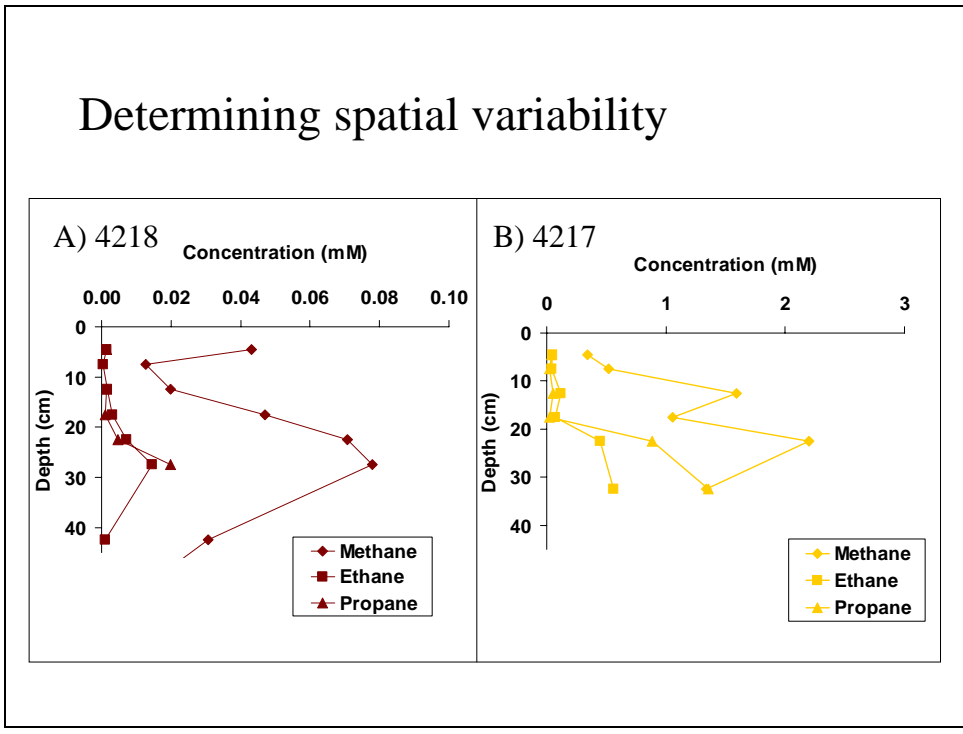 Determining spatial variability
A) 4218
Concentration (mM)
0.00 0.02 0.04 0.06 0.08 0.10
0
10
20
30
40
Depth (cm)
Methane
Ethane
Propane
B) 4217
Concentration (mM)
0 1 2 3
0
10
20
30
40
Depth (cm)
Methane
Ethane
Propane